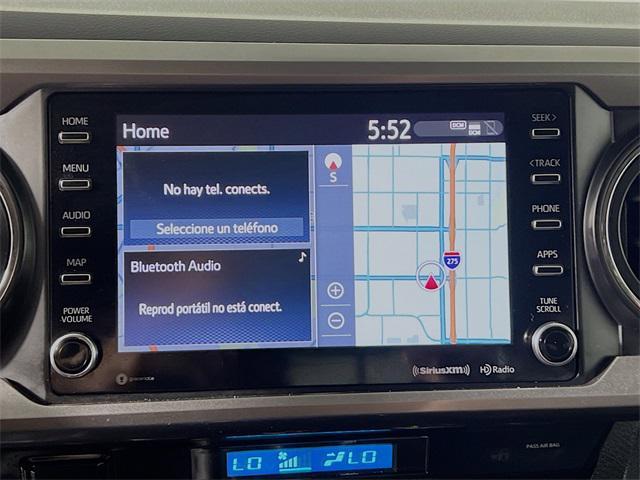 HOME
MENU
AUDIO
MAP
POWER
VOLUME
gracenote
Home
5:52
DCM
No hay tel. conects.
Seleccione un teléfono
Bluetooth Audio
Reprod portátil no está conect.
S
275
SEEK >
< TRACK
PHONE
APPS
TUNE
SCROLL
((SiriusXM))
HD Radio
LO
LO
PASS AIR BAG